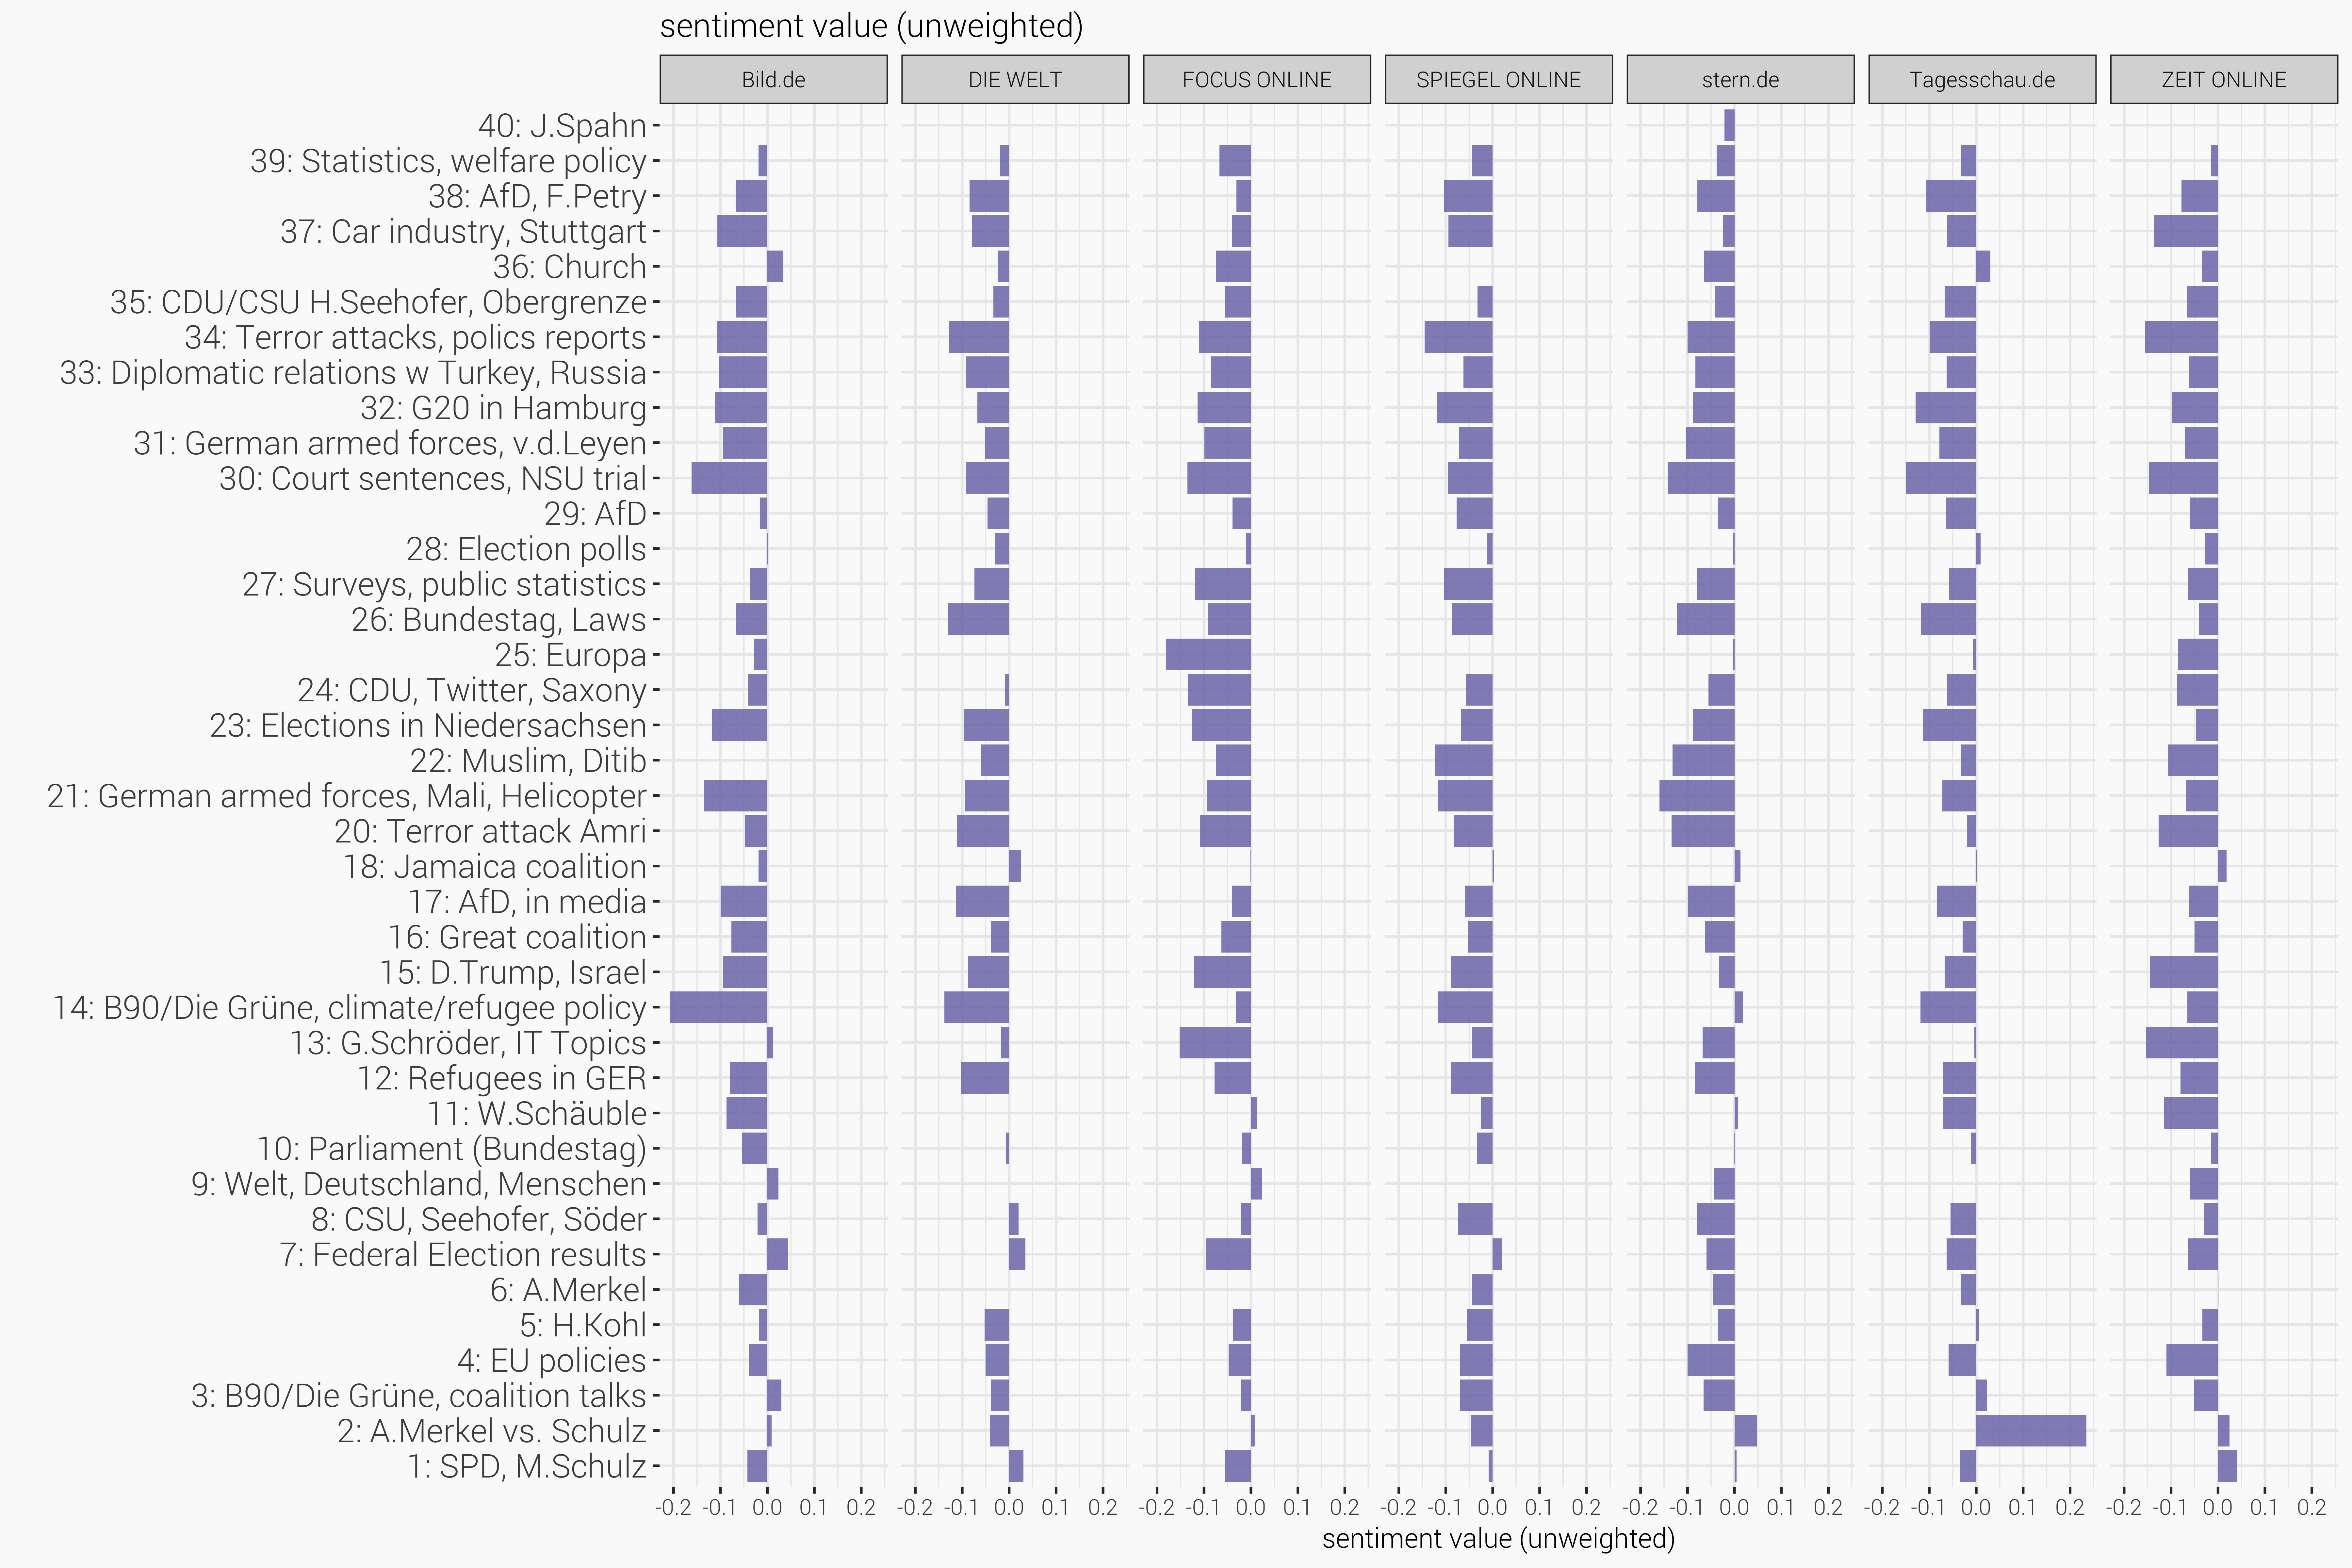 sentiment value (unweighted)
Bild.de DIE WELT FOCUS ONLINE SPIEGEL ONLINE stern.de Tagesschau.de ZEIT ONLINE
40: J.Spahn
39: Statistics, welfare policy
38: AfD, F.Petry
37: Car industry, Stuttgart
36: Church
35: CDU/CSU H.Seehofer, Obergrenze
34: Terror attacks, polics reports
33: Diplomatic relations w Turkey, Russia
32: G20 in Hamburg
31: German armed forces, v.d.Leyen
30: Court sentences, NSU trial
29: AfD
28: Election polls
27: Surveys, public statistics
26: Bundestag, Laws
25: Europa
24: CDU, Twitter, Saxony
23: Elections in Niedersachsen
22: Muslim, Ditib
21: German armed forces, Mali, Helicopter
20: Terror attack Amri
18: Jamaica coalition
17: AfD, in media
16: Great coalition
15: D.Trump, Israel
14: B90/Die Grüne, climate/refugee policy
13: G.Schröder, IT Topics
12: Refugees in GER
11: W.Schäuble
10: Parliament (Bundestag)
9: Welt, Deutschland, Menschen
8: CSU, Seehofer, Söder
7: Federal Election results
6: A.Merkel
5: H.Kohl
4: EU policies
3: B90/Die Grüne, coalition talks
2: A.Merkel vs. Schulz
1: SPD, M.Schulz
-0.2 -0.1 0.0 0.1 0.2 -0.2 -0.1 0.0 0.1 0.2 -0.2 -0.1 0.0 0.1 0.2 -0.2 -0.1 0.0 0.1 0.2 -0.2 -0.1 0.0 0.1 0.2 -0.2 -0.1 0.0 0.1 0.2 -0.2 -0.1 0.0 0.1 0.2
sentiment value (unweighted)